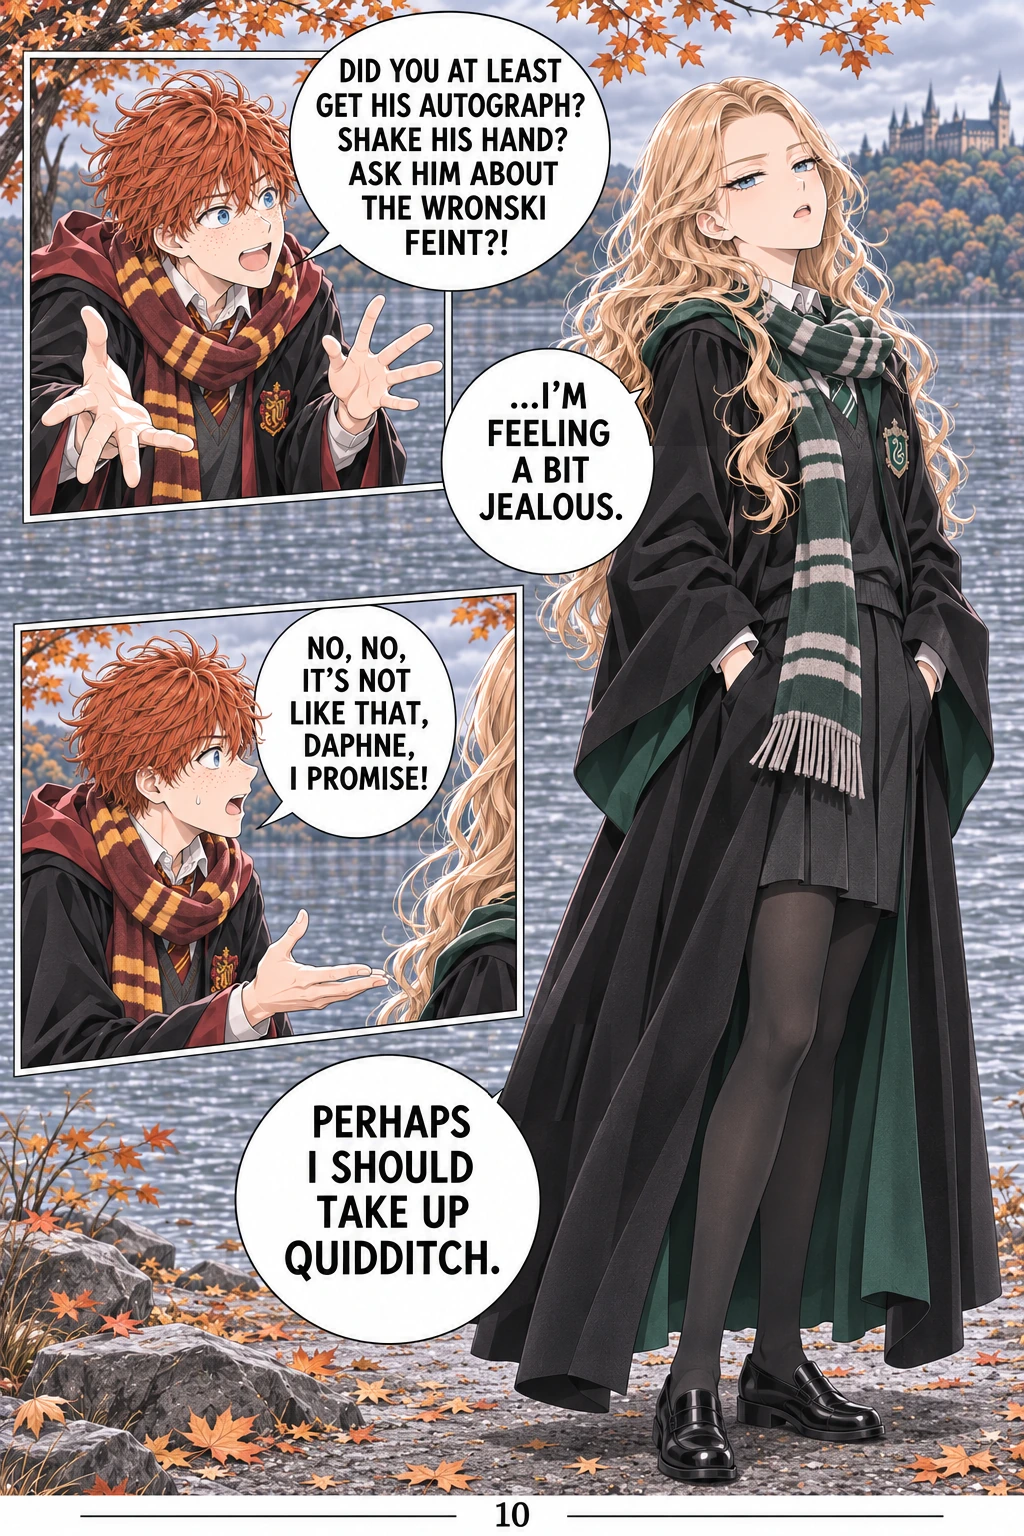 DID YOU AT LEAST
GET HIS AUTOGRAPH?
SHAKE HIS HAND?
ASK HIM ABOUT
THE WRONSKI
FEINT?!
...I'M
FEELING
A BIT
JEALOUS.
NO, NO,
IT'S NOT
LIKE THAT,
DAPHNE,
I PROMISE!
PERHAPS
I SHOULD
TAKE UP
QUIDDITCH.
10